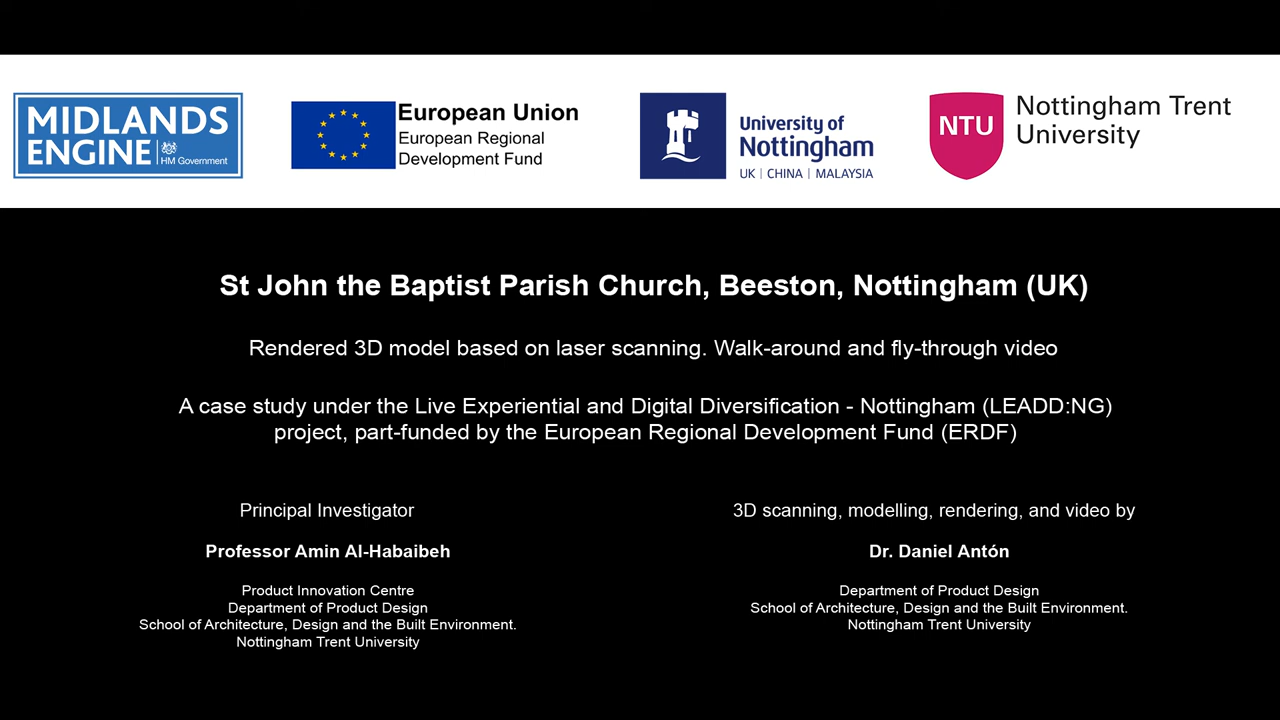 MIDLANDS
ENGINE
HM Government
European Union
European Regional
Development Fund
University of
Nottingham
UK | CHINA | MALAYSIA
NTU
Nottingham Trent
University
St John the Baptist Parish Church, Beeston, Nottingham (UK)
Rendered 3D model based on laser scanning. Walk-around and fly-through video
A case study under the Live Experiential and Digital Diversification - Nottingham (LEADD:NG)
project, part-funded by the European Regional Development Fund (ERDF)
Principal Investigator
Professor Amin Al-Habaibeh
Product Innovation Centre
Department of Product Design
School of Architecture, Design and the Built Environment.
Nottingham Trent University
3D scanning, modelling, rendering, and video by
Dr. Daniel Antón
Department of Product Design
School of Architecture, Design and the Built Environment.
Nottingham Trent University